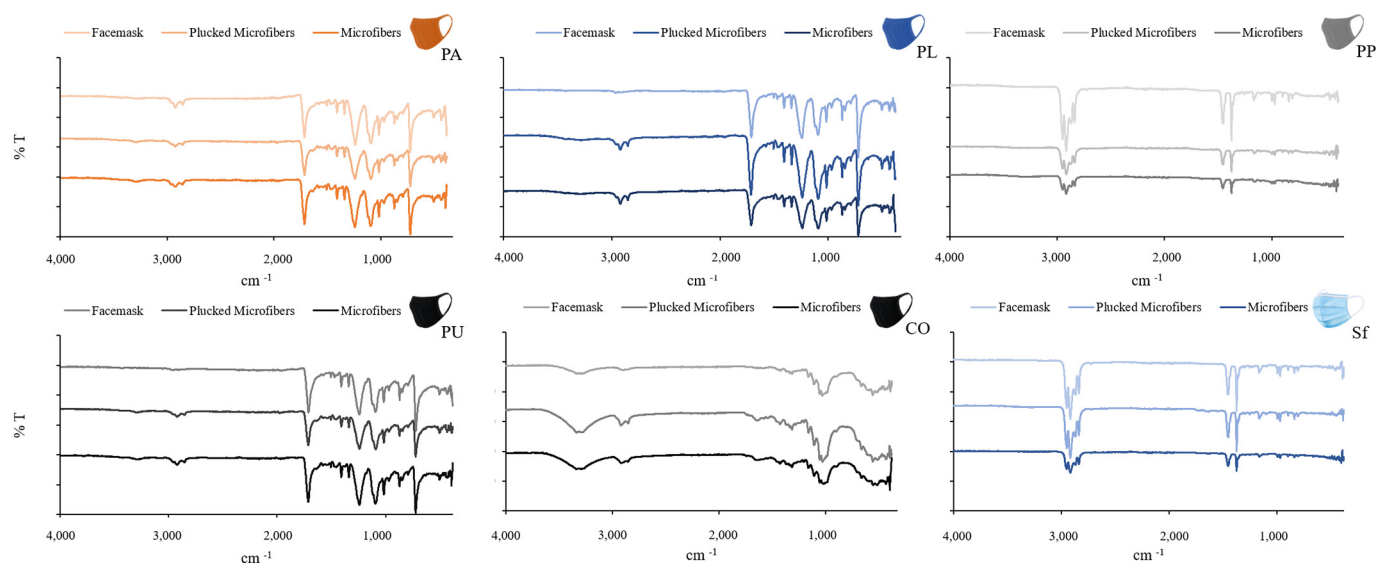 Facemask Plucked Microfibers Microfibers PA
Facemask Plucked Microfibers Microfibers PL
Facemask Plucked Microfibers Microfibers PP
% T
4,000 3,000 2,000 1,000
cm -1
4,000 3,000 2,000 1,000
cm -1
4,000 3,000 2,000 1,000
cm -1
Facemask Plucked Microfibers Microfibers PU
Facemask Plucked Microfibers Microfibers CO
Facemask Plucked Microfibers Microfibers Sf
% T
4,000 3,000 2,000 1,000
cm -1
4,000 3,000 2,000 1,000
cm -1
4,000 3,000 2,000 1,000
cm -1